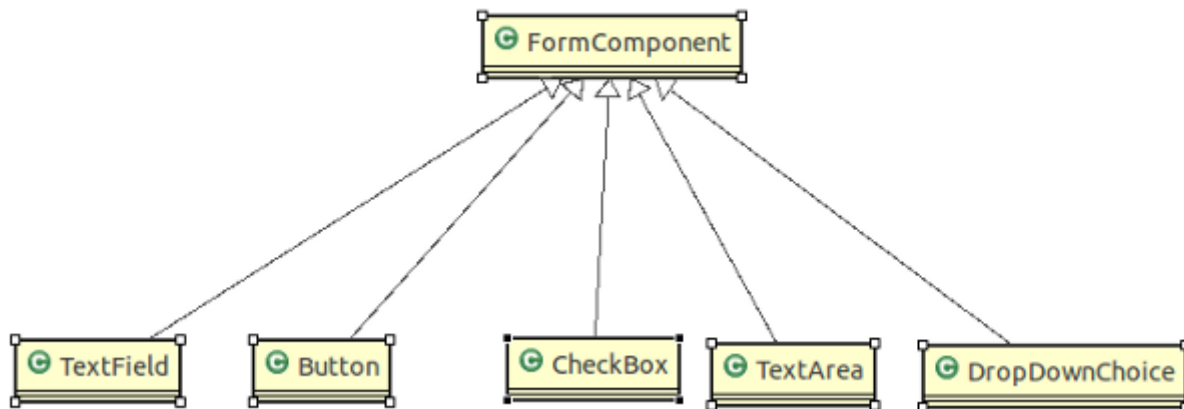 C FormComponent
C TextField
C Button
C CheckBox
C TextArea
C DropDownChoice